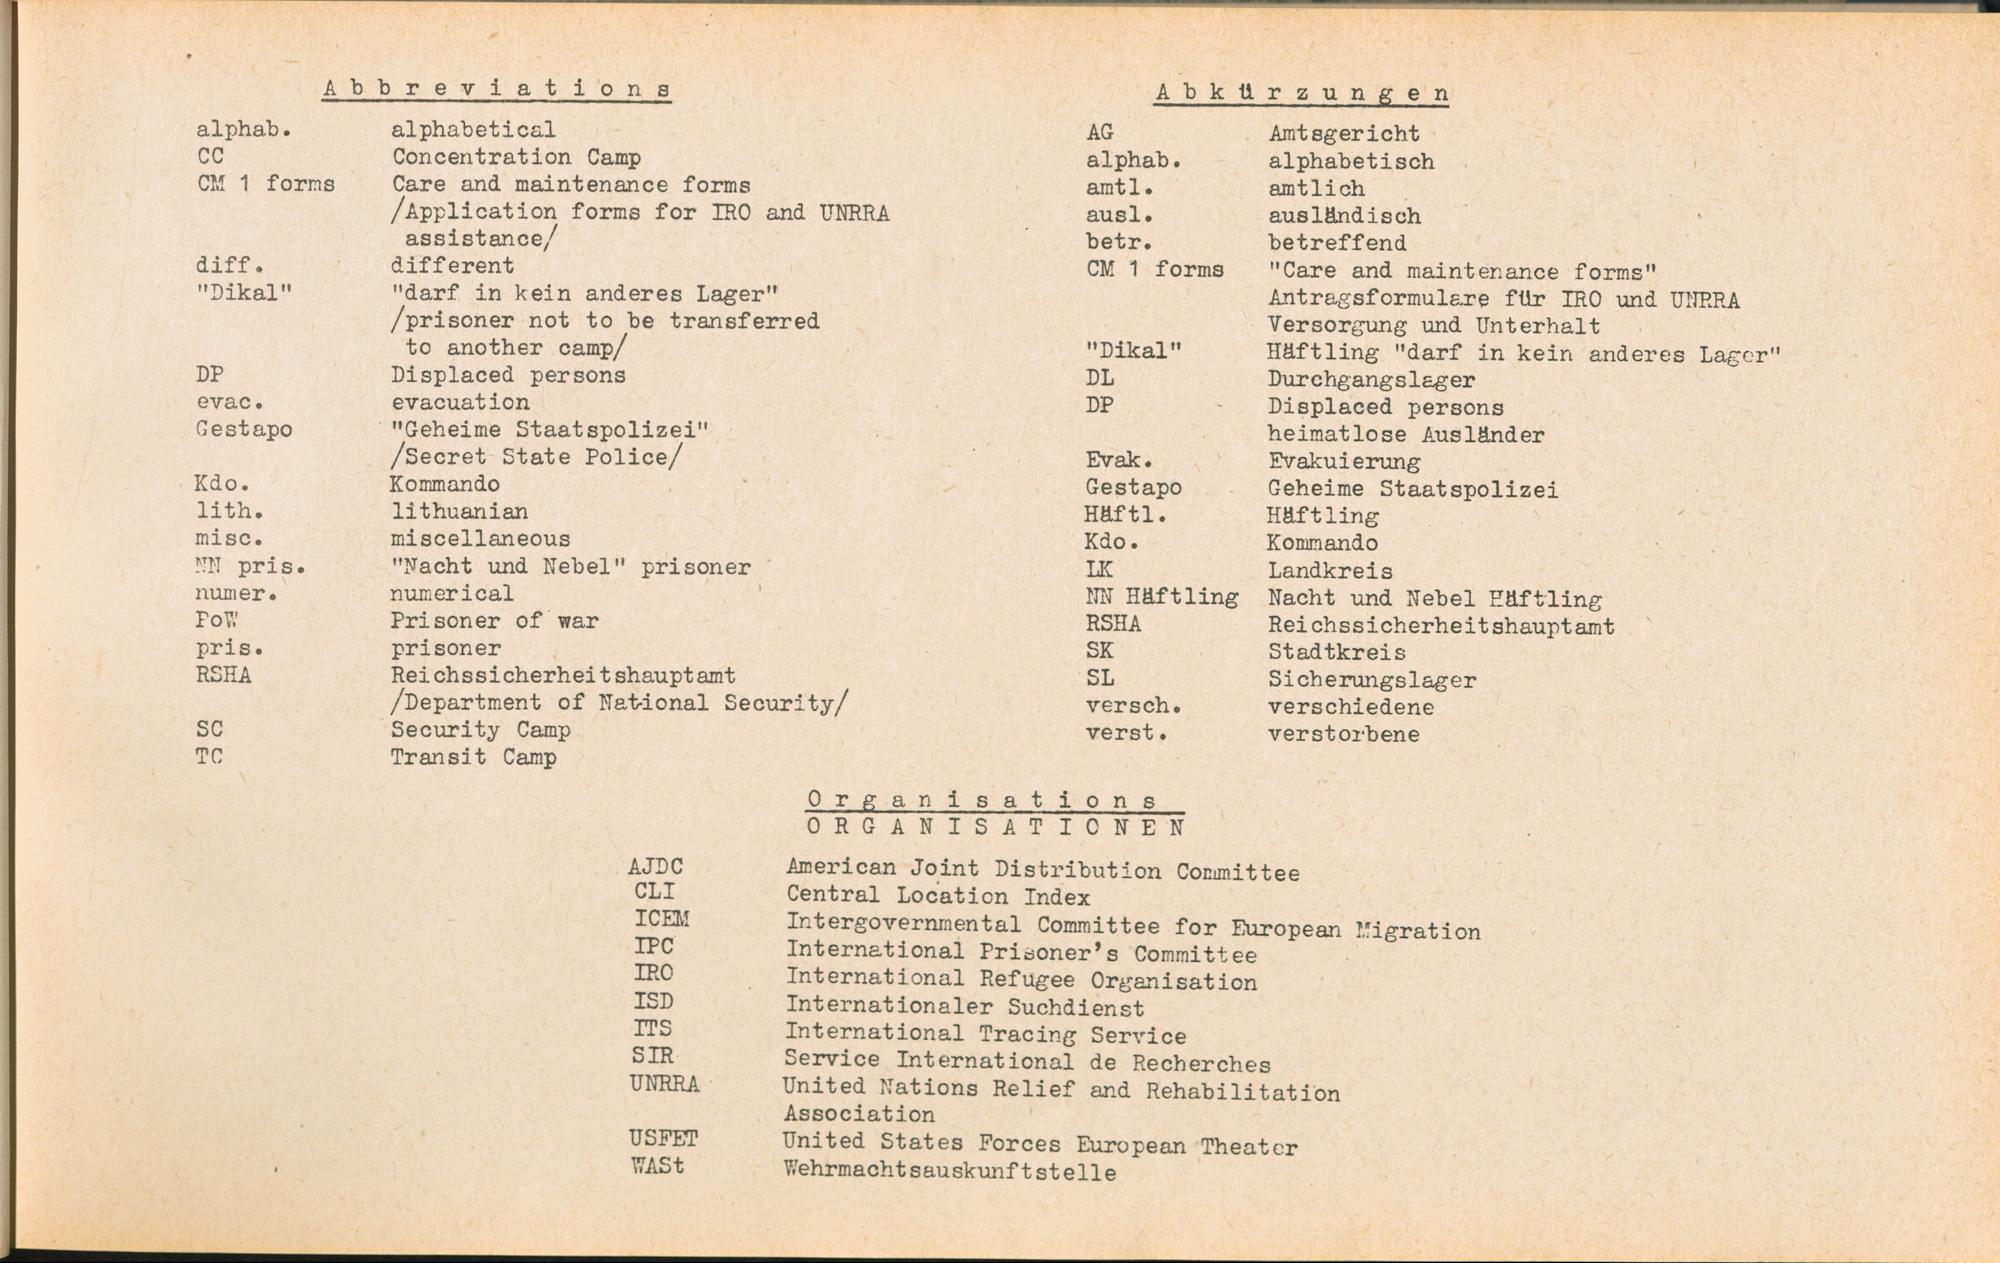 Abbreviations
alphab. alphabetical
CC Concentration Camp
CM 1 forms Care and maintenance forms
/Application forms for IRO and UNRRA
assistance/
diff. different
"Dikal" "darf in kein anderes Lager"
/prisoner not to be transferred
to another camp/
DP Displaced persons
evac. evacuation
Gestapo "Geheime Staatspolizei"
/Secret State Police/
Kdo. Kommando
lith. lithuanian
misc. miscellaneous
NN pris. "Nacht und Nebel" prisoner
numer. numerical
PoW Prisoner of war
pris. prisoner
RSHA Reichssicherheitshauptamt
/Department of National Security/
SC Security Camp
TC Transit Camp
Abkürzungen
AG Amtsgericht
alphab. alphabetisch
amtl. amtlich
ausl. ausländisch
betr. betreffend
CM 1 forms "Care and maintenance forms"
Antragsformulare für IRO und UNRRA
Versorgung und Unterhalt
"Dikal" Häftling "darf in kein anderes Lager"
DL Durchgangslager
DP Displaced persons
heimatlose Ausländer
Evak. Evakuierung
Gestapo Geheime Staatspolizei
Häftl. Häftling
Kdo. Kommando
LK Landkreis
NN Häftling Nacht und Nebel Häftling
RSHA Reichssicherheitshauptamt
SK Stadtkreis
SL Sicherungslager
versch. verschiedene
verst. verstorbene
Organisations
ORGANISATIONEN
AJDC American Joint Distribution Committee
CLI Central Location Index
ICEM Intergovernmental Committee for European Migration
IPC International Prisoner's Committee
IRO International Refugee Organisation
ISD Internationaler Suchdienst
ITS International Tracing Service
SIR Service International de Recherches
UNRRA United Nations Relief and Rehabilitation
Association
USFET United States Forces European Theater
WASt Wehrmachtsauskunftstelle